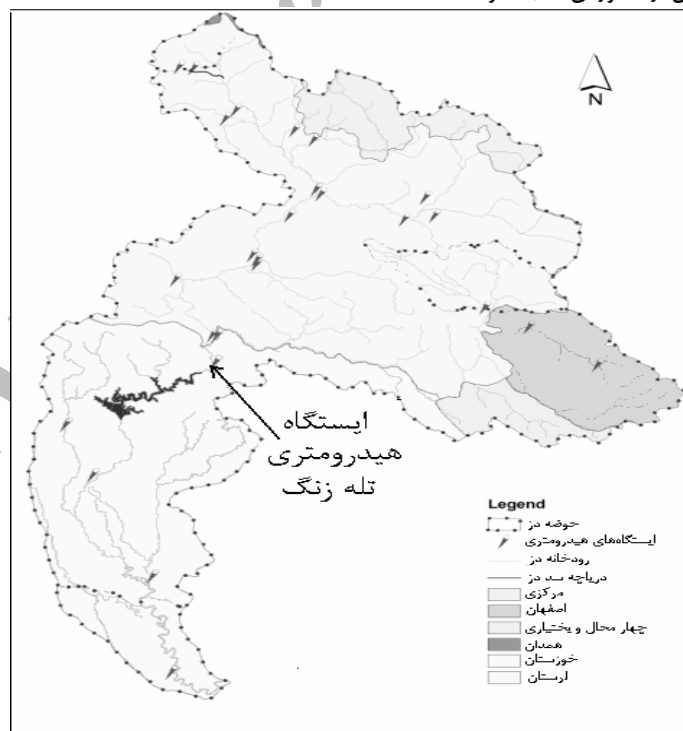 N
ایستگاه
هیدرومتری
تله زنگ
Legend
حوضه دز
ایستگاه‌های هیدرومتری
رودخانه دز
دریاچه سد دز
مرکزی
اصفهان
چهار محال و بختیاری
همدان
خوزستان
لرستان